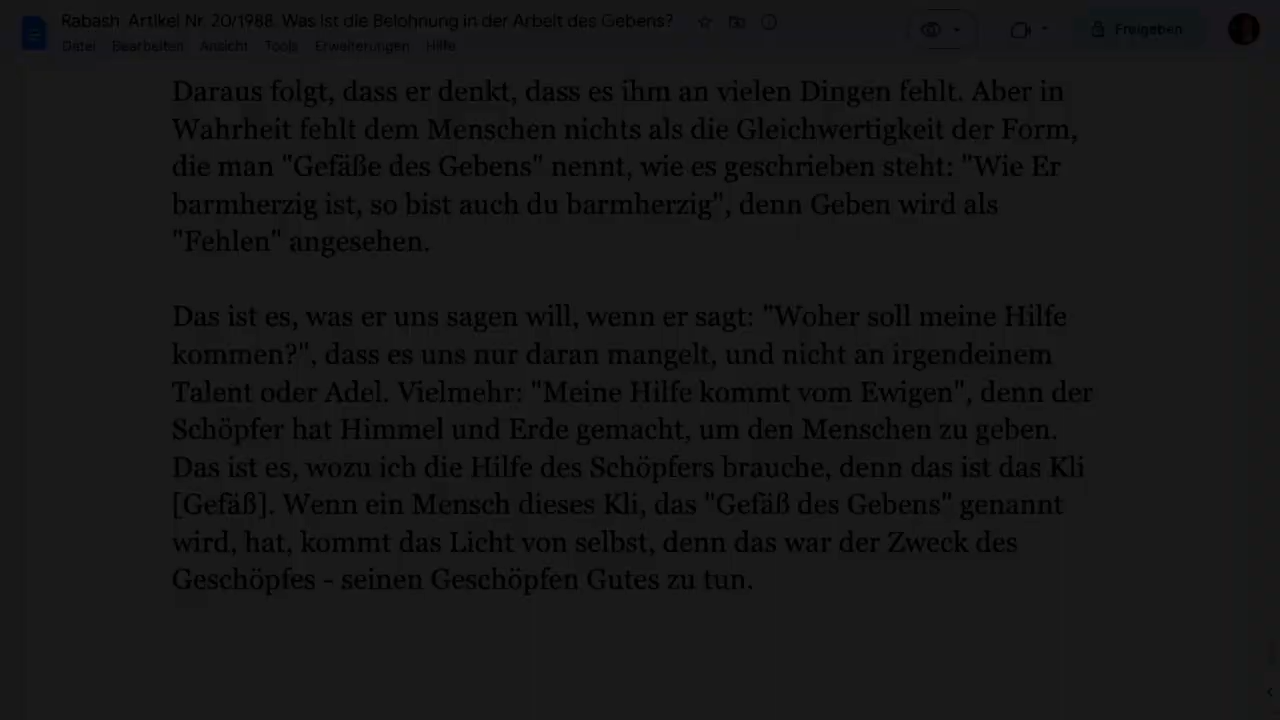 Rabash. Artikel Nr. 20/1988. Was ist die Belohnung in der Arbeit des Gebens?
Datei Bearbeiten Ansicht Tools Erweiterungen Hilfe
Freigeben
Daraus folgt, dass er denkt, dass es ihm an vielen Dingen fehlt. Aber in
Wahrheit fehlt dem Menschen nichts als die Gleichwertigkeit der Form,
die man "Gefäße des Gebens" nennt, wie es geschrieben steht: "Wie Er
barmherzig ist, so bist auch du barmherzig", denn Geben wird als
"Fehlen" angesehen.
Das ist es, was er uns sagen will, wenn er sagt: "Woher soll meine Hilfe
kommen?", dass es uns nur daran mangelt, und nicht an irgendeinem
Talent oder Adel. Vielmehr: "Meine Hilfe kommt vom Ewigen", denn der
Schöpfer hat Himmel und Erde gemacht, um den Menschen zu geben.
Das ist es, wozu ich die Hilfe des Schöpfers brauche, denn das ist das Kli
[Gefäß]. Wenn ein Mensch dieses Kli, das "Gefäß des Gebens" genannt
wird, hat, kommt das Licht von selbst, denn das war der Zweck des
Geschöpfes - seinen Geschöpfen Gutes zu tun.